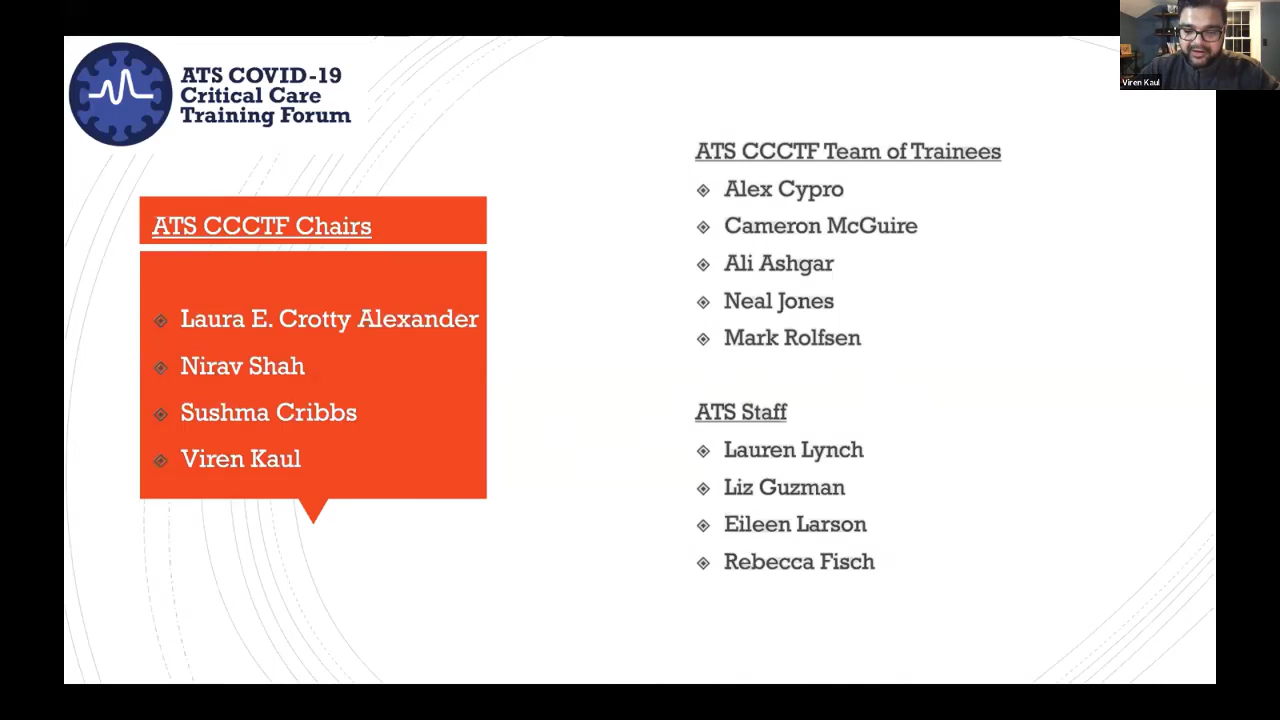 ATS COVID-19
Critical Care
Training Forum
Viren Kaul
ATS CCCTF Chairs
Laura E. Crotty Alexander
Nirav Shah
Sushma Cribbs
Viren Kaul
ATS CCCTF Team of Trainees
Alex Cypro
Cameron McGuire
Ali Ashgar
Neal Jones
Mark Rolfsen
ATS Staff
Lauren Lynch
Liz Guzman
Eileen Larson
Rebecca Fisch